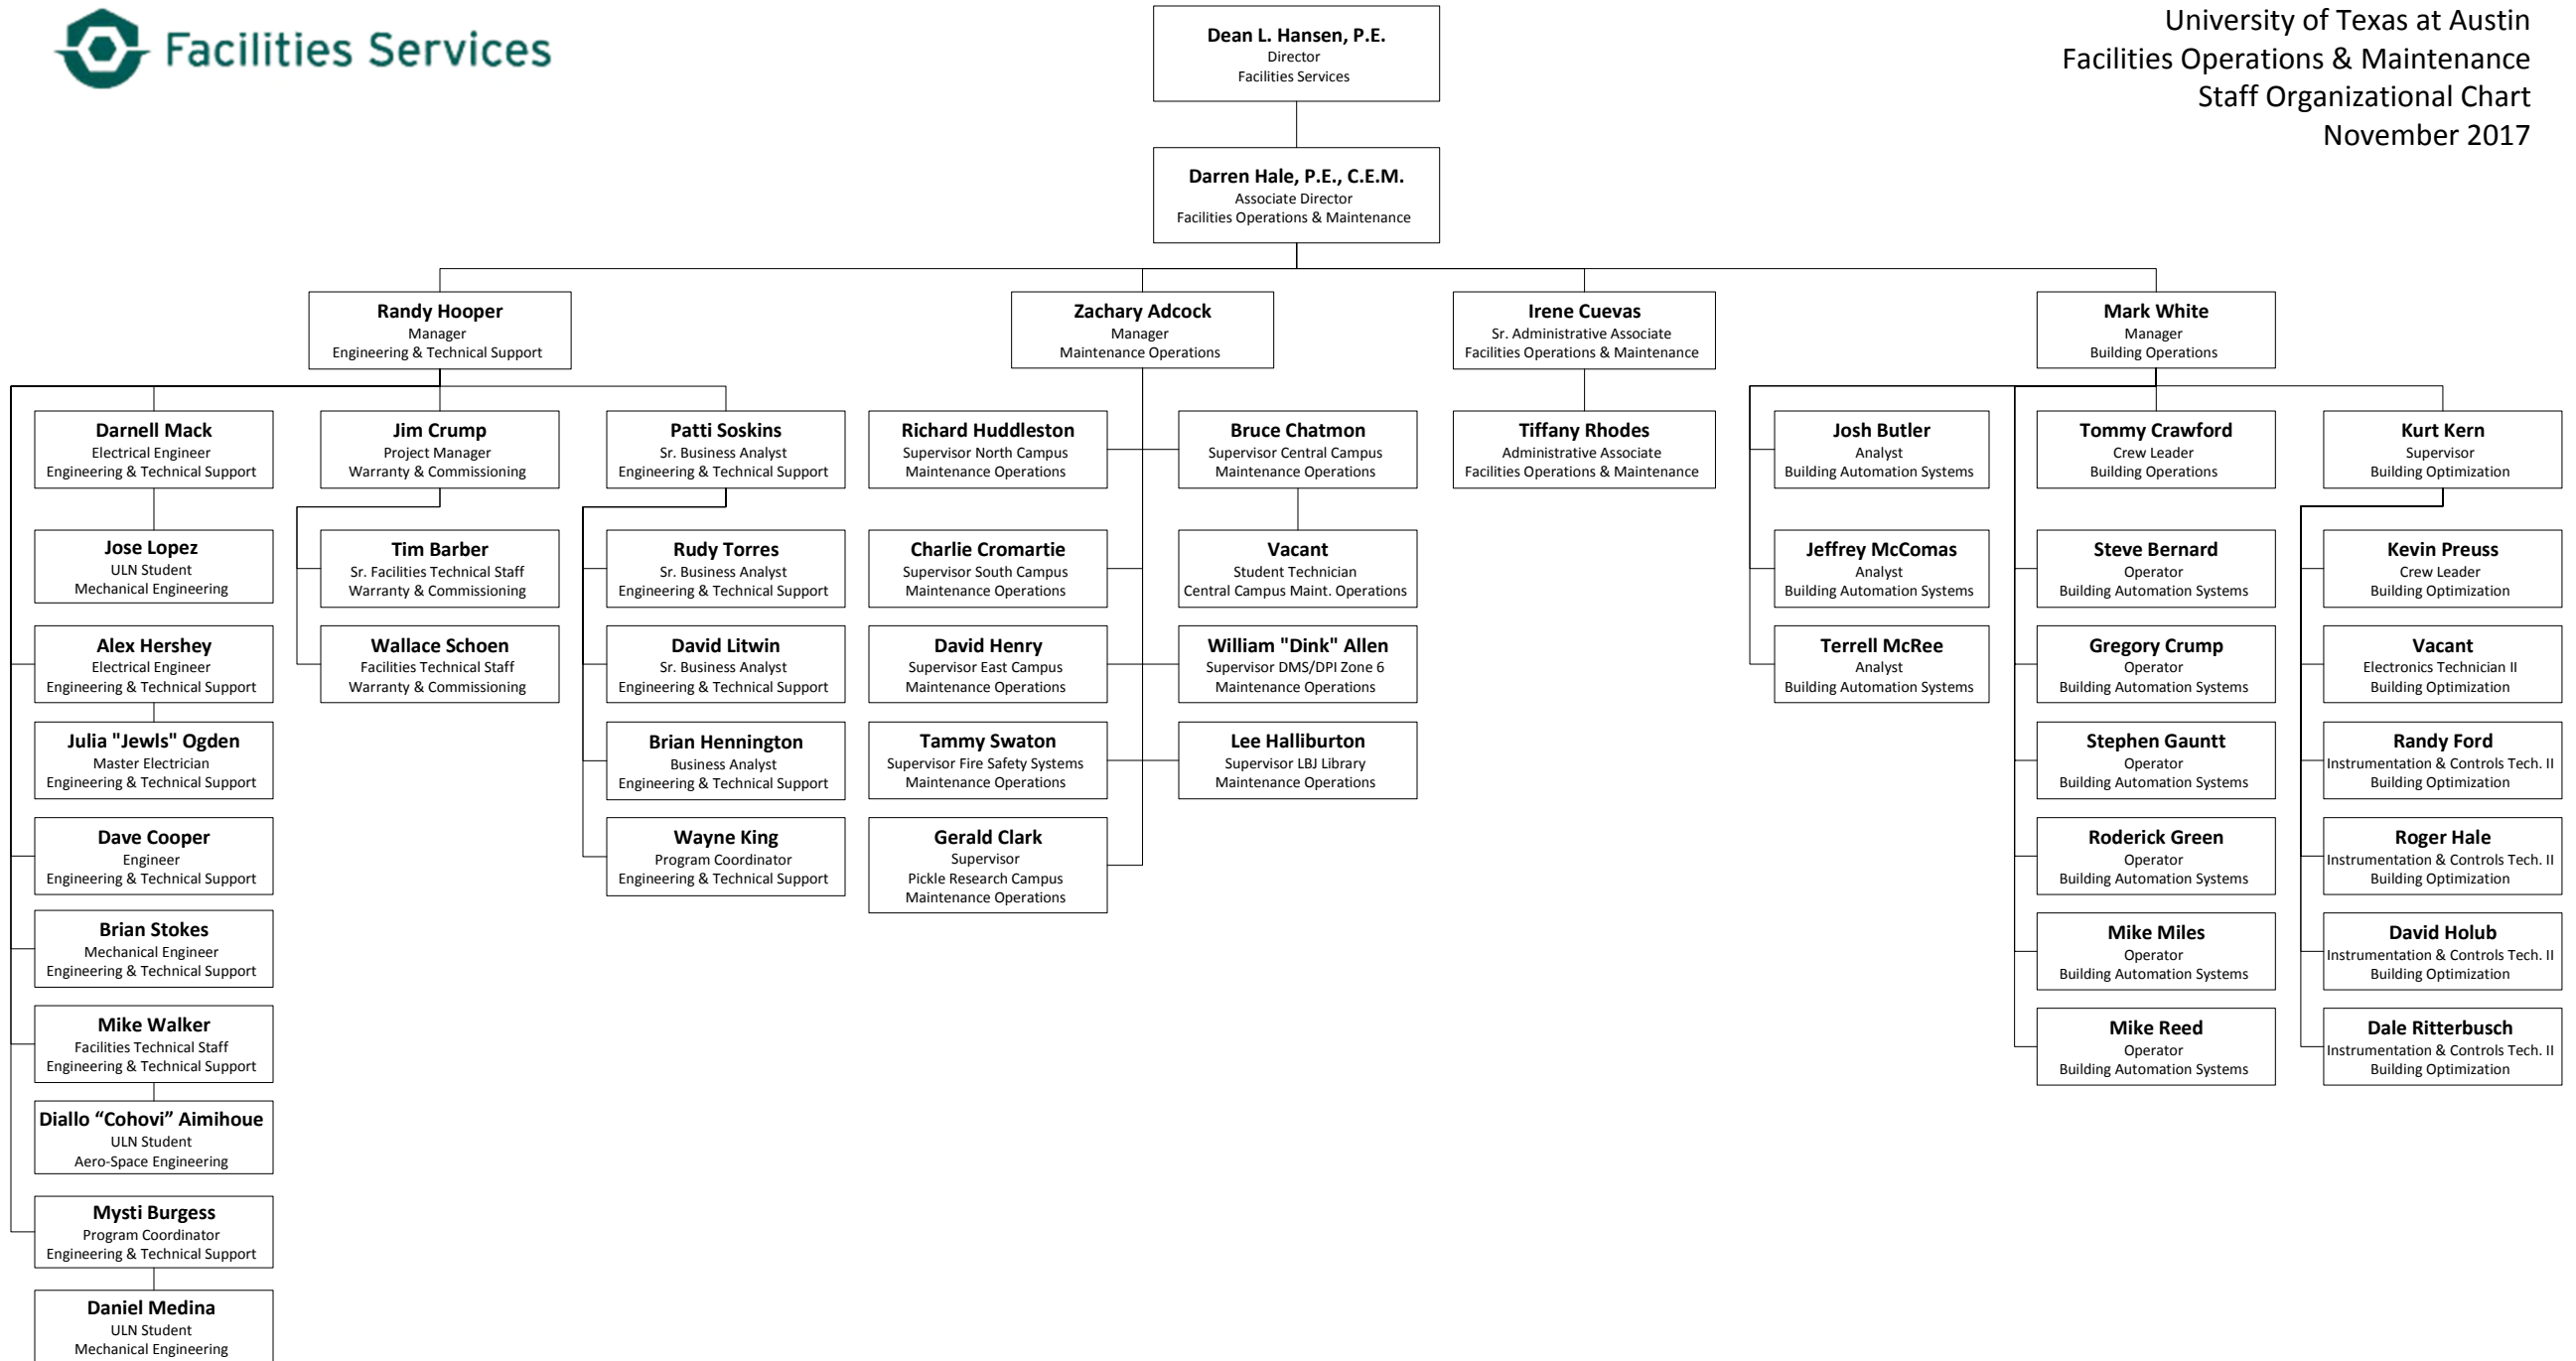 Facilities Services
University of Texas at Austin
Facilities Operations & Maintenance
Staff Organizational Chart
November 2017
Dean L. Hansen, P.E.
Director
Facilities Services
Darren Hale, P.E., C.E.M.
Associate Director
Facilities Operations & Maintenance
Randy Hooper
Manager
Engineering & Technical Support
Zachary Adcock
Manager
Maintenance Operations
Irene Cuevas
Sr. Administrative Associate
Facilities Operations & Maintenance
Mark White
Manager
Building Operations
Darnell Mack
Electrical Engineer
Engineering & Technical Support
Jose Lopez
ULN Student
Mechanical Engineering
Alex Hershey
Electrical Engineer
Engineering & Technical Support
Julia "Jewls" Ogden
Master Electrician
Engineering & Technical Support
Dave Cooper
Engineer
Engineering & Technical Support
Brian Stokes
Mechanical Engineer
Engineering & Technical Support
Mike Walker
Facilities Technical Staff
Engineering & Technical Support
Diallo “Cohovi” Aimihoue
ULN Student
Aero-Space Engineering
Mysti Burgess
Program Coordinator
Engineering & Technical Support
Daniel Medina
ULN Student
Mechanical Engineering
Jim Crump
Project Manager
Warranty & Commissioning
Tim Barber
Sr. Facilities Technical Staff
Warranty & Commissioning
Wallace Schoen
Facilities Technical Staff
Warranty & Commissioning
Patti Soskins
Sr. Business Analyst
Engineering & Technical Support
Rudy Torres
Sr. Business Analyst
Engineering & Technical Support
David Litwin
Sr. Business Analyst
Engineering & Technical Support
Brian Hennington
Business Analyst
Engineering & Technical Support
Wayne King
Program Coordinator
Engineering & Technical Support
Richard Huddleston
Supervisor North Campus
Maintenance Operations
Charlie Cromartie
Supervisor South Campus
Maintenance Operations
David Henry
Supervisor East Campus
Maintenance Operations
Tammy Swaton
Supervisor Fire Safety Systems
Maintenance Operations
Gerald Clark
Supervisor
Pickle Research Campus
Maintenance Operations
Bruce Chatmon
Supervisor Central Campus
Maintenance Operations
Vacant
Student Technician
Central Campus Maint. Operations
William "Dink" Allen
Supervisor DMS/DPI Zone 6
Maintenance Operations
Lee Halliburton
Supervisor LBJ Library
Maintenance Operations
Tiffany Rhodes
Administrative Associate
Facilities Operations & Maintenance
Josh Butler
Analyst
Building Automation Systems
Jeffrey McComas
Analyst
Building Automation Systems
Terrell McRee
Analyst
Building Automation Systems
Tommy Crawford
Crew Leader
Building Operations
Steve Bernard
Operator
Building Automation Systems
Gregory Crump
Operator
Building Automation Systems
Stephen Gauntt
Operator
Building Automation Systems
Roderick Green
Operator
Building Automation Systems
Mike Miles
Operator
Building Automation Systems
Mike Reed
Operator
Building Automation Systems
Kurt Kern
Supervisor
Building Optimization
Kevin Preuss
Crew Leader
Building Optimization
Vacant
Electronics Technician II
Building Optimization
Randy Ford
Instrumentation & Controls Tech. II
Building Optimization
Roger Hale
Instrumentation & Controls Tech. II
Building Optimization
David Holub
Instrumentation & Controls Tech. II
Building Optimization
Dale Ritterbusch
Instrumentation & Controls Tech. II
Building Optimization